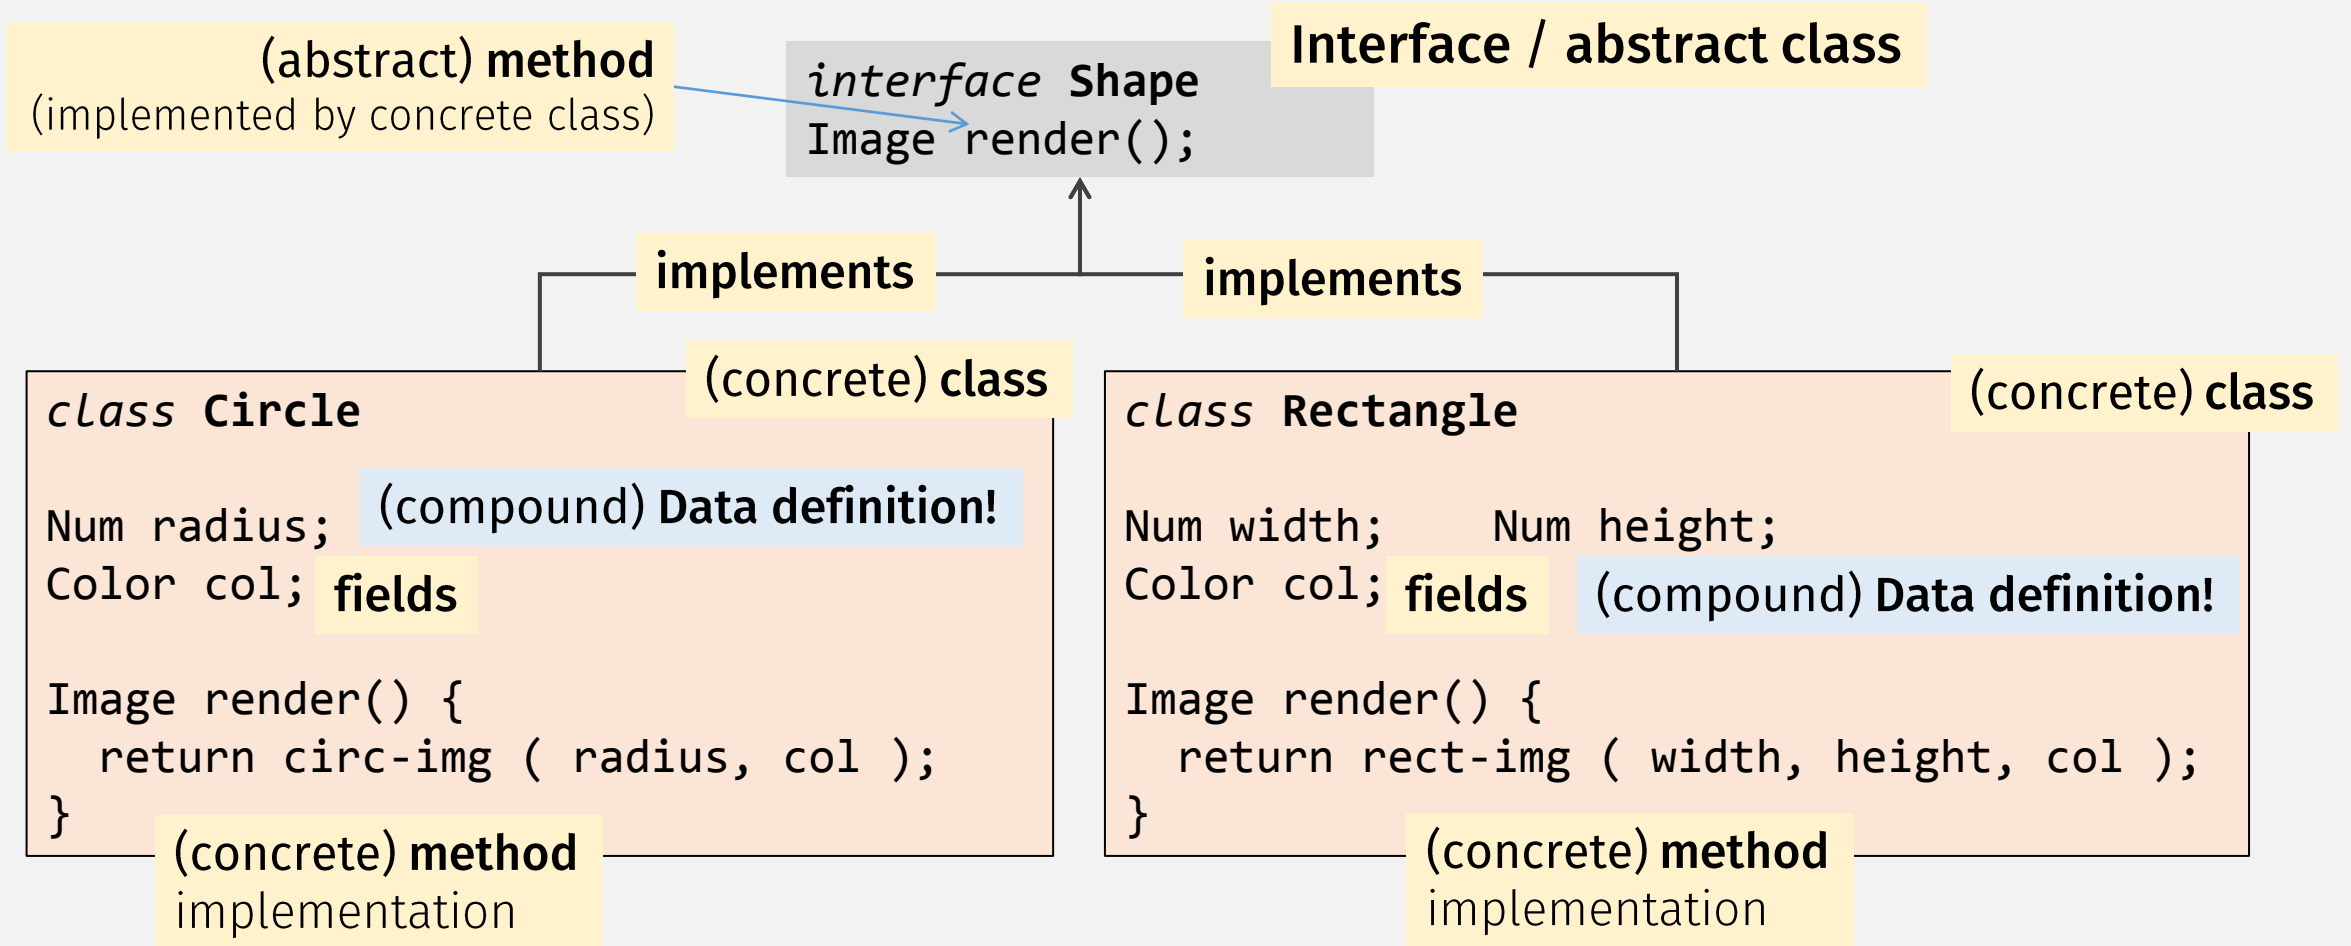 (abstract) method
(implemented by concrete class)
interface Shape
Image render();
Interface / abstract class
implements
implements
(concrete) class
class Circle
(compound) Data definition!
Num radius;
Color col;
fields
Image render() {
return circ-img ( radius, col );
}
(concrete) method
implementation
(concrete) class
class Rectangle
Num width; Num height;
Color col;
fields
(compound) Data definition!
Image render() {
return rect-img ( width, height, col );
}
(concrete) method
implementation